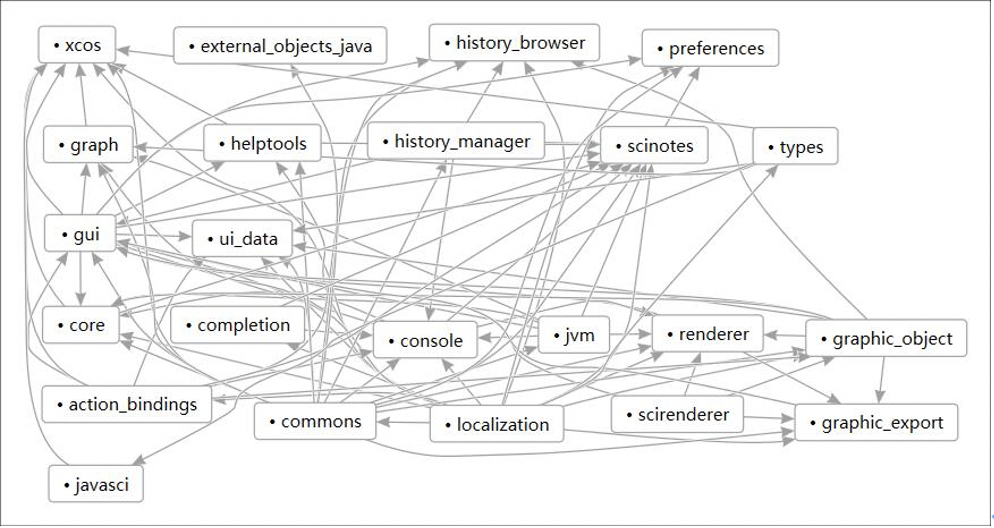 • xcos
• external_objects_java
• history_browser
• preferences
• graph
• helptools
• history_manager
• scinotes
• types
• gui
• ui_data
• core
• completion
• console
• jvm
• renderer
• graphic_object
• action_bindings
• commons
• localization
• scirenderer
• graphic_export
• javasci